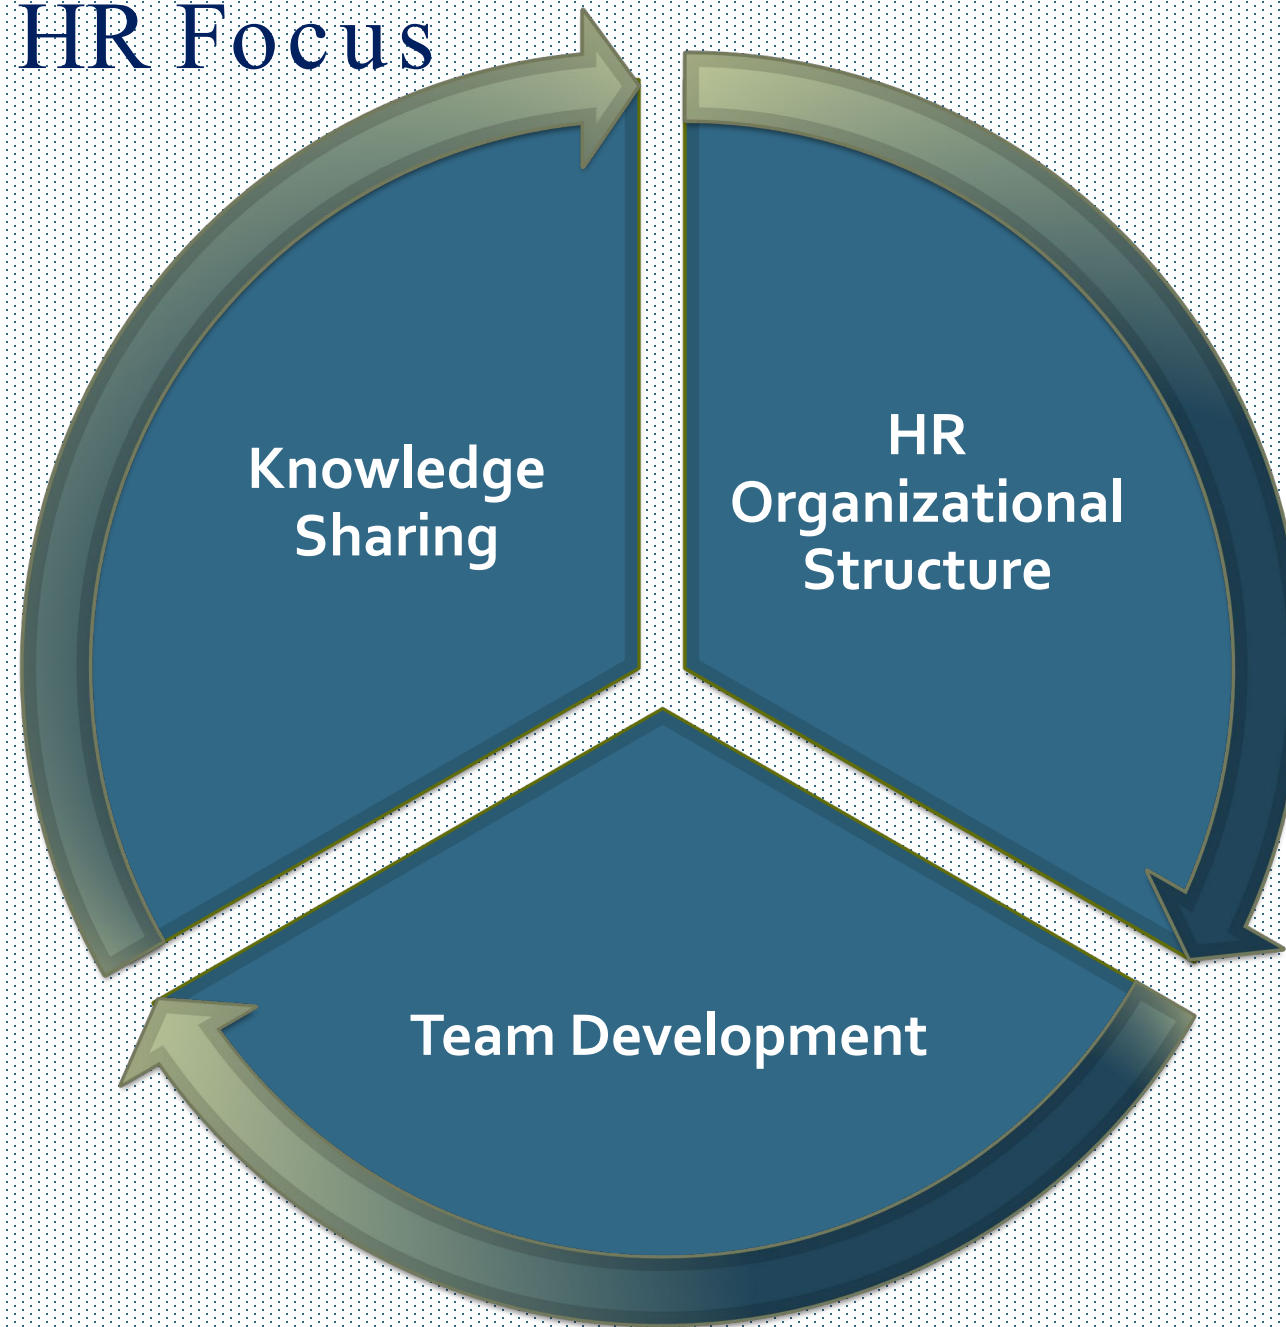 HR Focus
Knowledge
Sharing
HR
Organizational
Structure
Team Development